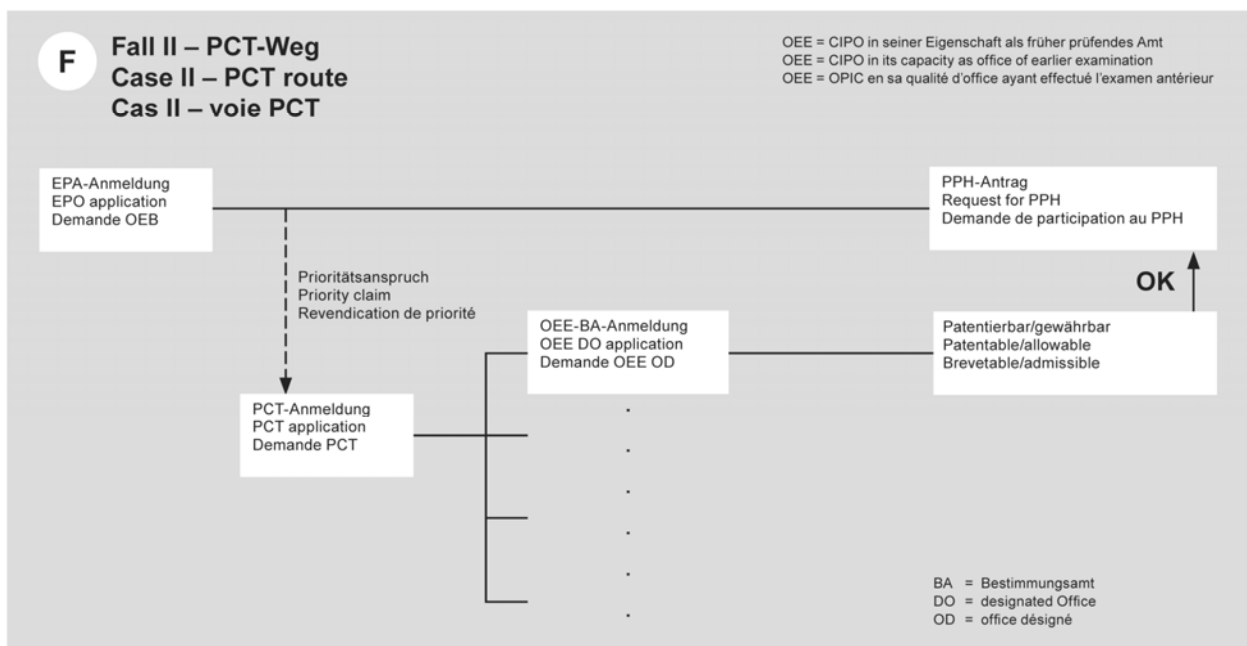 F
Fall II – PCT-Weg
Case II – PCT route
Cas II – voie PCT
OEE = CIPO in seiner Eigenschaft als früher prüfendes Amt
OEE = CIPO in its capacity as office of earlier examination
OEE = OPIC en sa qualité d'office ayant effectué l'examen antérieur
EPA-Anmeldung
EPO application
Demande OEB
PPH-Antrag
Request for PPH
Demande de participation au PPH
Prioritätsanspruch
Priority claim
Revendication de priorité
OK
OEE-BA-Anmeldung
OEE DO application
Demande OEE OD
Patentierbar/gewährbar
Patentable/allowable
Brevetable/admissible
PCT-Anmeldung
PCT application
Demande PCT
BA = Bestimmungsamt
DO = designated Office
OD = office désigné